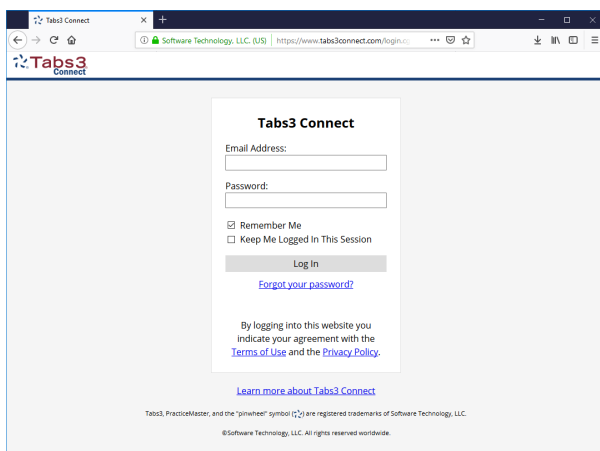 Tabs3 Connect
Software Technology, LLC. (US)
https://www.tabs3connect.com/login.c
Tabs3
Connect
Tabs3 Connect
Email Address:
Password:
Remember Me
Keep Me Logged In This Session
Log In
Forgot your password?
By logging into this website you
indicate your agreement with the
Terms of Use and the Privacy Policy.
Learn more about Tabs3 Connect
Tabs3, PracticeMaster, and the "pinwheel" symbol ( ) are registered trademarks of Software Technology, LLC.
©Software Technology, LLC. All rights reserved worldwide.